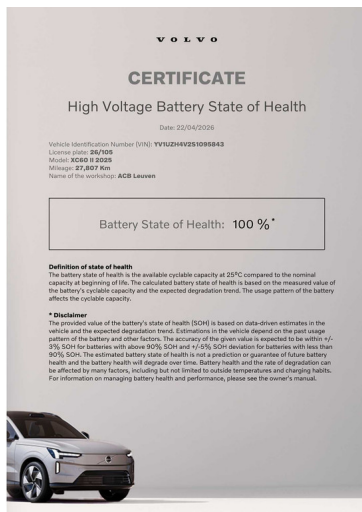 VOLVO
CERTIFICATE
High Voltage Battery State of Health
Date: 22/04/2026
Vehicle Identification Number (VIN): YV1UZH4V2S1095843
License plate: 26/105
Model: XC60 II 2025
Mileage: 27,807 Km
Name of the workshop: ACB Leuven
Battery State of Health: 100 %*
Definition of state of health
The battery state of health is the available cyclable capacity at 25°C compared to the nominal
capacity at beginning of life. The calculated battery state of health is based on the measured value of
the battery's cyclable capacity and the expected degradation trend. The usage pattern of the battery
affects the cyclable capacity.
* Disclaimer
The provided value of the battery's state of health (SOH) is based on data-driven estimates in the
vehicle and the expected degradation trend. Estimations in the vehicle depend on the past usage
pattern of the battery and other factors. The accuracy of the given value is expected to be within +/-
3% SOH for batteries with above 90% SOH and +/-5% SOH deviation for batteries with less than
90% SOH. The estimated battery state of health is not a prediction or guarantee of future battery
health and the battery health will degrade over time. Battery health and the rate of degradation can
be affected by many factors, including but not limited to outside temperatures and charging habits.
For information on managing battery health and performance, please see the owner's manual.